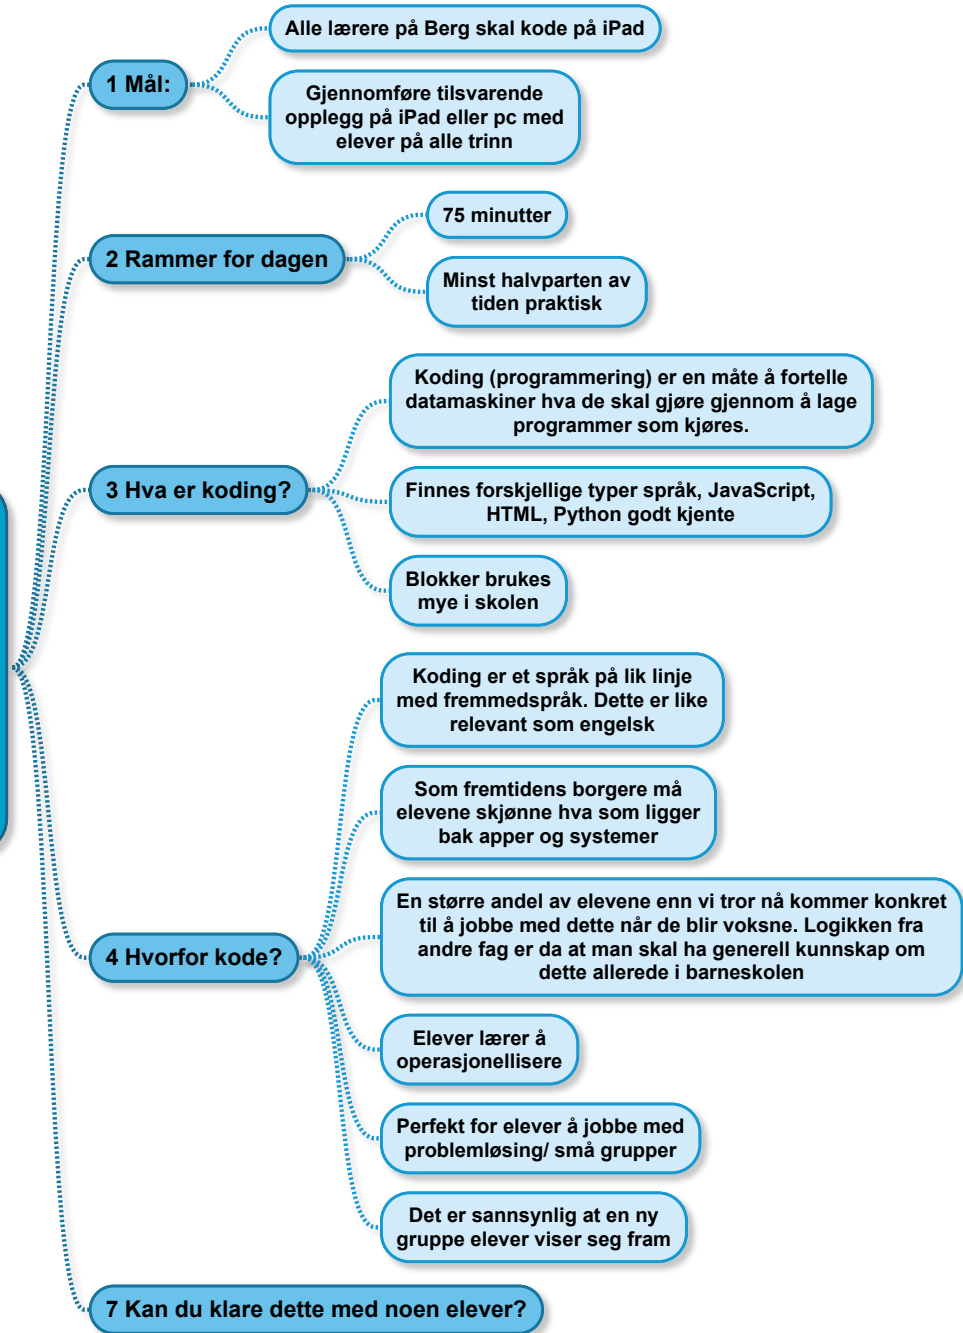 Alle lærere på Berg skal kode på iPad
1 Mål:
Gjennomføre tilsvarende
opplegg på iPad eller pc med
elever på alle trinn
75 minutter
2 Rammer for dagen
Minst halvparten av
tiden praktisk
Koding (programmering) er en måte å fortelle
datamaskiner hva de skal gjøre gjennom å lage
programmer som kjøres.
3 Hva er koding?
Finnes forskjellige typer språk, JavaScript,
HTML, Python godt kjente
Blokker brukes
mye i skolen
Koding er et språk på lik linje
med fremmedspråk. Dette er like
relevant som engelsk
Som fremtidens borgere må
elevene skjønne hva som ligger
bak apper og systemer
En større andel av elevene enn vi tror nå kommer konkret
til å jobbe med dette når de blir voksne. Logikken fra
andre fag er da at man skal ha generell kunnskap om
dette allerede i barneskolen
4 Hvorfor kode?
Elever lærer å
operasjonellisere
Perfekt for elever å jobbe med
problemløsing/ små grupper
Det er sannsynlig at en ny
gruppe elever viser seg fram
7 Kan du klare dette med noen elever?